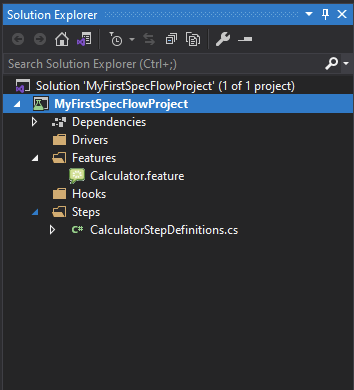 Solution Explorer
Search Solution Explorer (Ctrl+;)
Solution 'MyFirstSpecFlowProject' (1 of 1 project)
MyFirstSpecFlowProject
Dependencies
Drivers
Features
Calculator.feature
Hooks
Steps
C# CalculatorStepDefinitions.cs